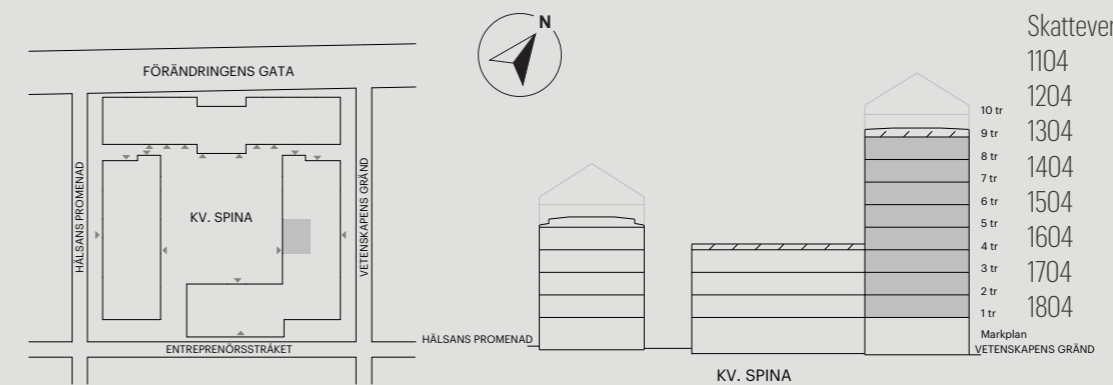 FÖRÄNDRINGENS GATA
HÄLSANS PROMENAD
KV. SPINA
VETENSKAPENS GRÄND
ENTREPRENÖRSSTRÅKET
N
10 tr
9 tr
8 tr
7 tr
6 tr
5 tr
4 tr
3 tr
2 tr
1 tr
Markplan
HÄLSANS PROMENAD
VETENSKAPENS GRÄND
KV. SPINA
1104
1204
1304
1404
1504
1604
1704
1804